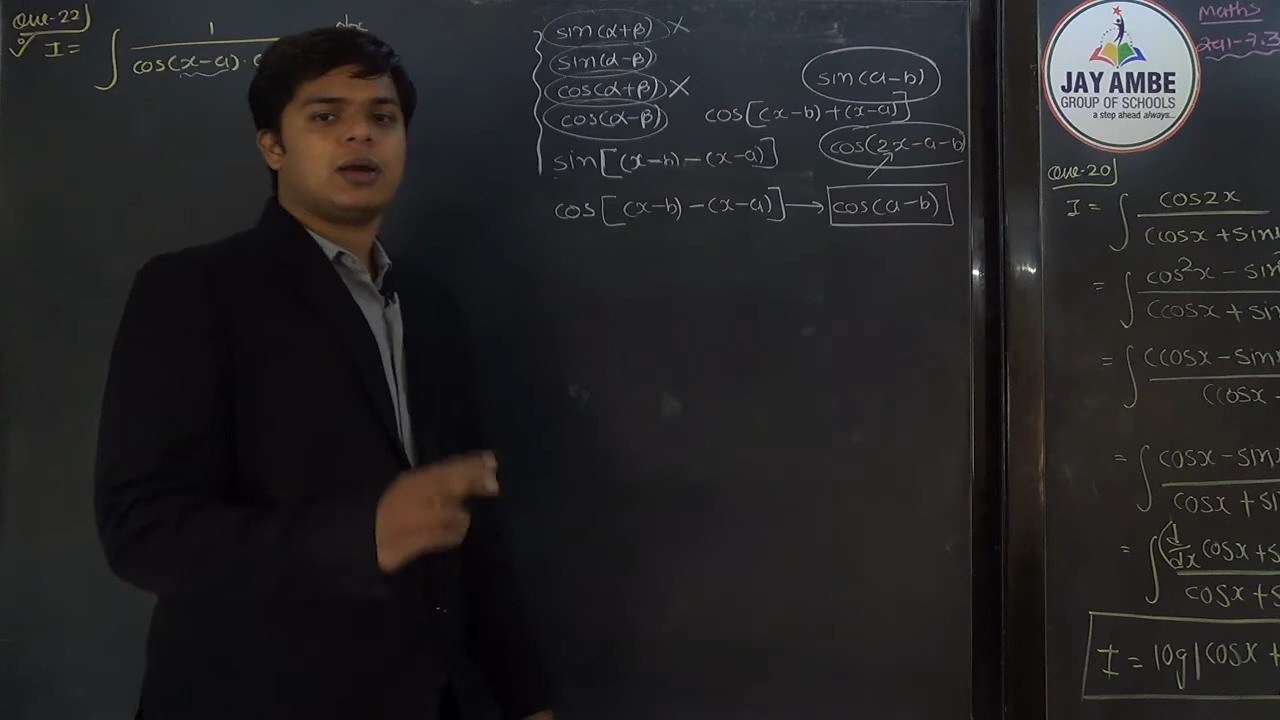 Que-22
I = ∫ 1 / cos(x-a) · c dx
sin(α+β) ×
sin(α-β)
cos(α+β) ×
cos(α-β)
sin[(x-b)-(x-a)]
cos[(x-b)-(x-a)] → cos(a-b)
sin(a-b)
cos[(x-b)+(x-a)]
cos(2x-a-b)
JAY AMBE
GROUP OF SCHOOLS
a step ahead always...
Maths
Que-20
I = ∫ cos2x / (cosx + sin
= ∫ cos²x - sin / (cosx + sin
= ∫ (cosx - sin / (cosx
= ∫ cosx - sin / cosx + si
= ∫ (d/dx cosx + s / cosx + s
I = log|cosx +